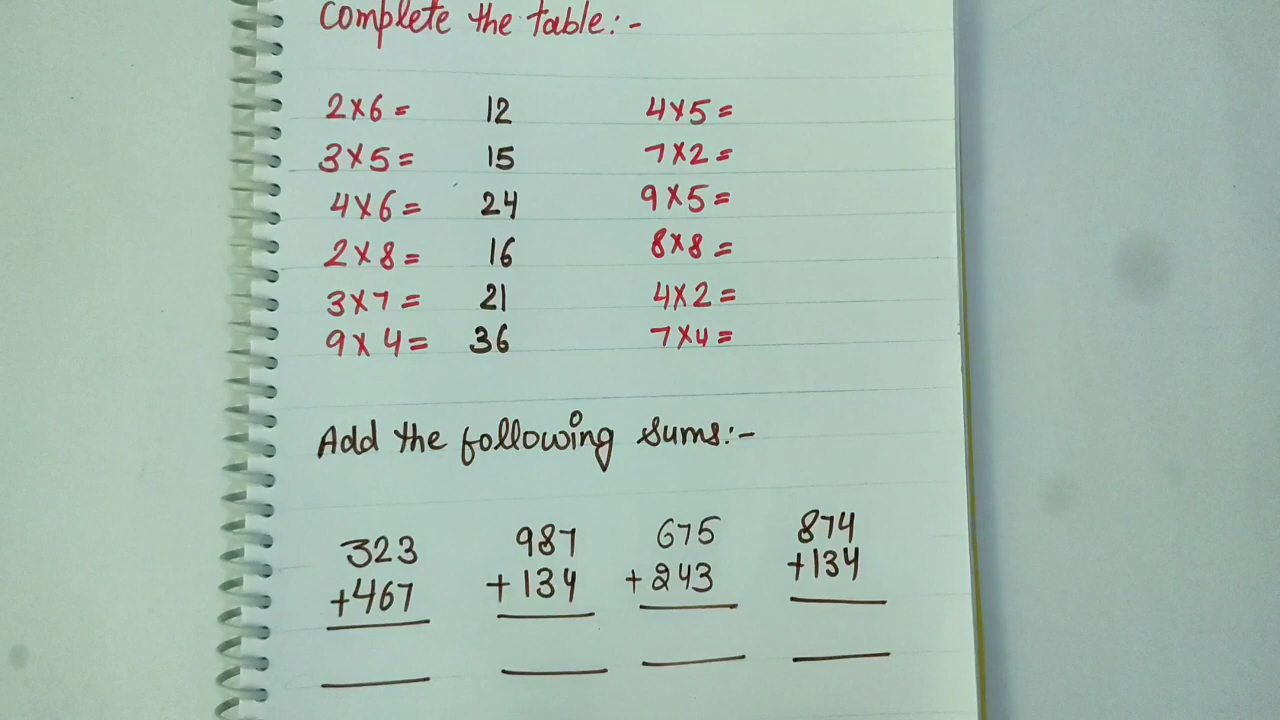 Complete the table:-
2×6= 12 4×5=
3×5= 15 7×2=
4×6= 24 9×5=
2×8= 16 8×8=
3×7= 21 4×2=
9×4= 36 7×4=
Add the following sums:-
323 987 675 874
+467 +134 +243 +134